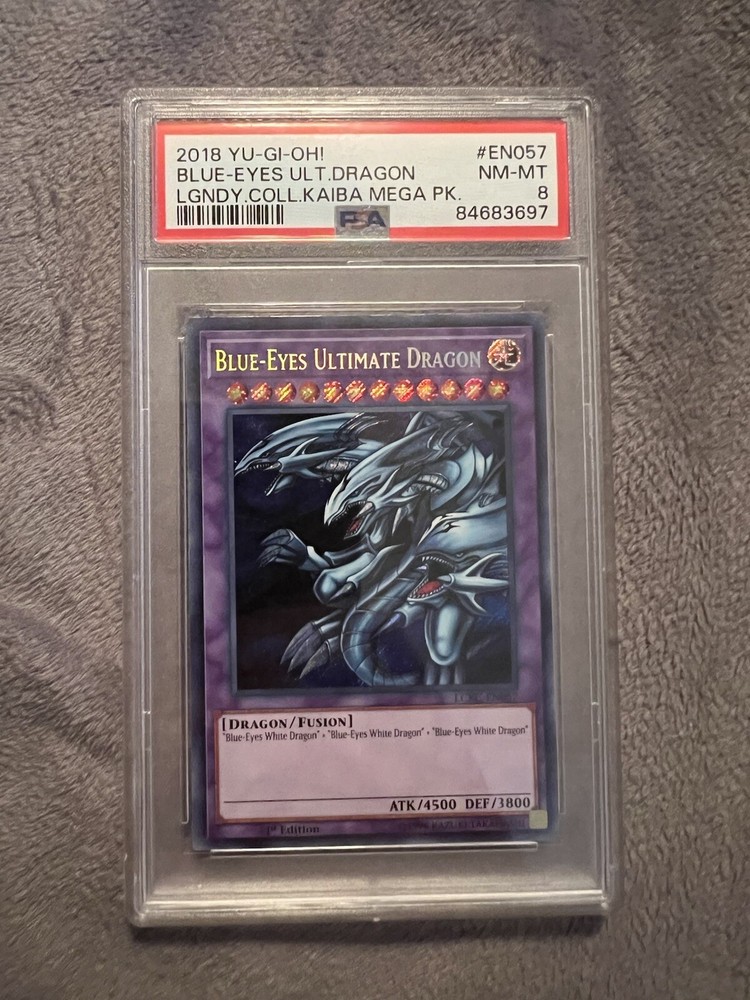 2018 YU-GI-OH! #EN057
BLUE-EYES ULT.DRAGON NM-MT
LGNDY.COLL.KAIBA MEGA PK. 8
PSA 84683697
BLUE-EYES ULTIMATE DRAGON
[DRAGON/FUSION]
"Blue-Eyes White Dragon" + "Blue-Eyes White Dragon" + "Blue-Eyes White Dragon"
ATK/4500 DEF/3800
1st Edition